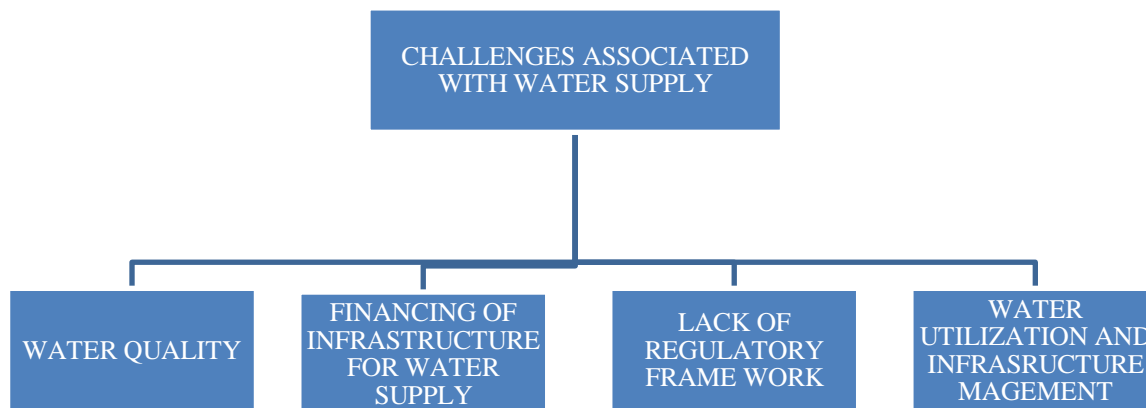 CHALLENGES ASSOCIATED
WITH WATER SUPPLY
WATER QUALITY
FINANCING OF
INFRASTRUCTURE
FOR WATER
SUPPLY
LACK OF
REGULATORY
FRAME WORK
WATER
UTILIZATION AND
INFRASRUCTURE
MAGEMENT